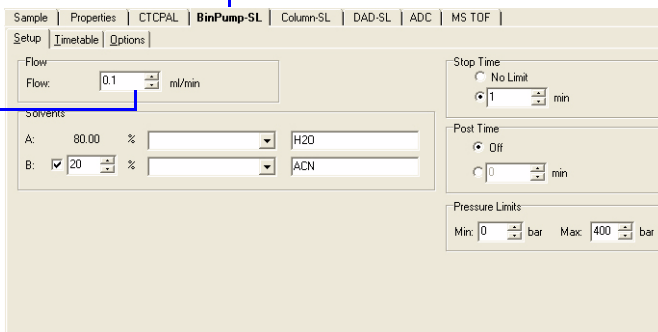 Sample Properties CTCPAL BinPump-SL Column-SL DAD-SL ADC MS TOF
Setup Timetable Options
Flow
Flow: 0.1 ml/min
Solvents
A: 80.00 % H2O
B: 20 % ACN
Stop Time
No Limit
1 min
Post Time
Off
0 min
Pressure Limits
Min: 0 bar Max: 400 bar